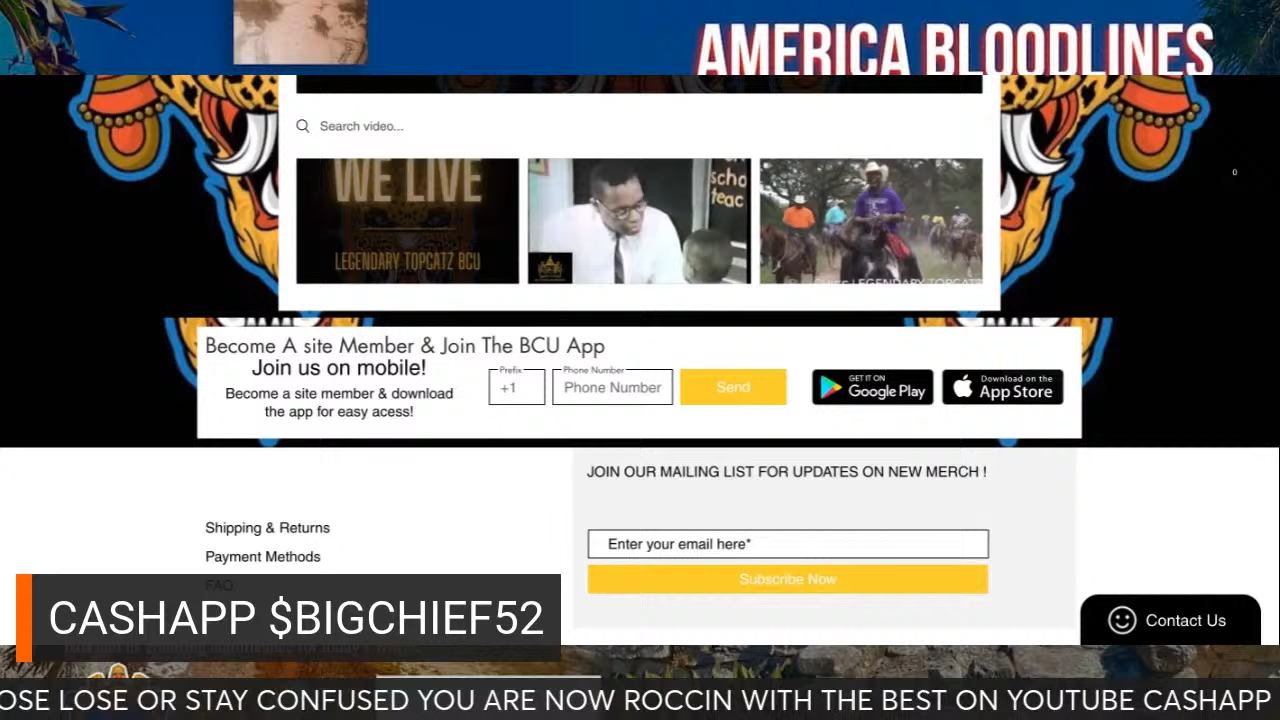 AMERICA BLOODLINES
Search video...
WE LIVE
LEGENDARY TOPCATZ BCU
scho
teac
LEGENDARY TOPCATZ
Become A site Member & Join The BCU App
Join us on mobile!
Become a site member & download
the app for easy acess!
Prefix
+1
Phone Number
Phone Number
Send
GET IT ON
Google Play
Download on the
App Store
JOIN OUR MAILING LIST FOR UPDATES ON NEW MERCH !
Shipping & Returns
Payment Methods
FAQ
Enter your email here*
Subscribe Now
Contact Us
CASHAPP $BIGCHIEF52
OSE LOSE OR STAY CONFUSED YOU ARE NOW ROCCIN WITH THE BEST ON YOUTUBE CASHAPP
0